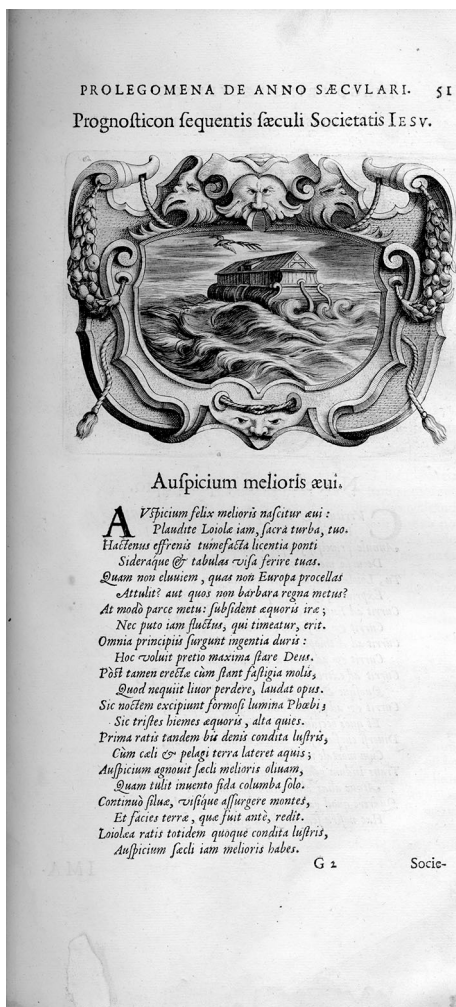 PROLEGOMENA DE ANNO SÆCVLARI. 51
Prognosticon ſequentis ſæculi Societatis IESV.
Auſpicium melioris æui.
AVſpicium felix melioris naſcitur æui :
Plaudite Loiolæ iam, ſacra turba, tuo.
Hactenus effrenis tumefacta licentia ponti
Sideraque & tabulas viſa ferire tuas.
Quam non eluuiem, quas non Europa procellas
Attulit? aut quos non barbara regna metus?
At modò parce metu: ſubſident æquoris iræ ;
Nec puto iam fluctus, qui timeatur, erit.
Omnia principiis ſurgunt ingentia duris :
Hoc voluit pretio maxima ſtare Deus.
Pòſt tamen erectæ cùm ſtant faſtigia molis,
Quod nequiit liuor perdere, laudat opus.
Sic noctem excipiunt formoſi lumina Phœbi ;
Sic triſtes hiemes æquoris, alta quies.
Prima ratis tandem bis denis condita luſtris,
Cùm cæli & pelagi terra lateret aquis ;
Auſpicium agnouit ſæcli melioris oliuam,
Quam tulit inuento fida columba ſolo.
Continuò ſiluæ, viſique aſſurgere montes,
Et facies terræ, quæ fuit antè, redit.
Loiolæa ratis totidem quoque condita luſtris,
Auſpicium ſæcli iam melioris habes.
G 2 Socie-